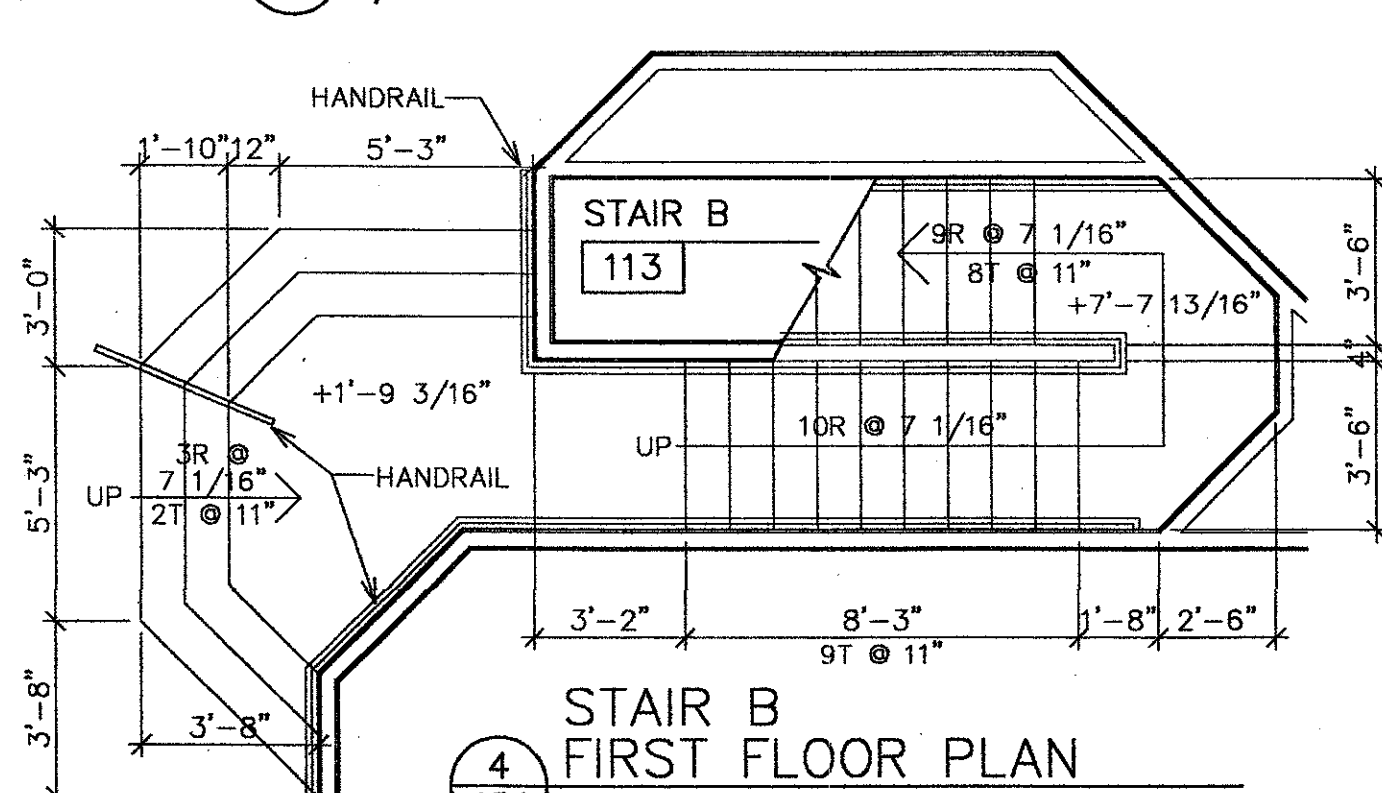 HANDRAIL
1'-10" 12" 5'-3"
STAIR B
113
9R @ 7 1/16"
8T @ 11"
+7'-7 13/16"
3'-6"
4"
3'-6"
3'-0"
5'-3"
3'-8"
+1'-9 3/16"
3R @
7 1/16"
2T @ 11"
UP
HANDRAIL
UP
10R @ 7 1/16"
3'-2" 8'-3" 1'-8" 2'-6"
9T @ 11"
3'-8"
STAIR B
4 FIRST FLOOR PLAN